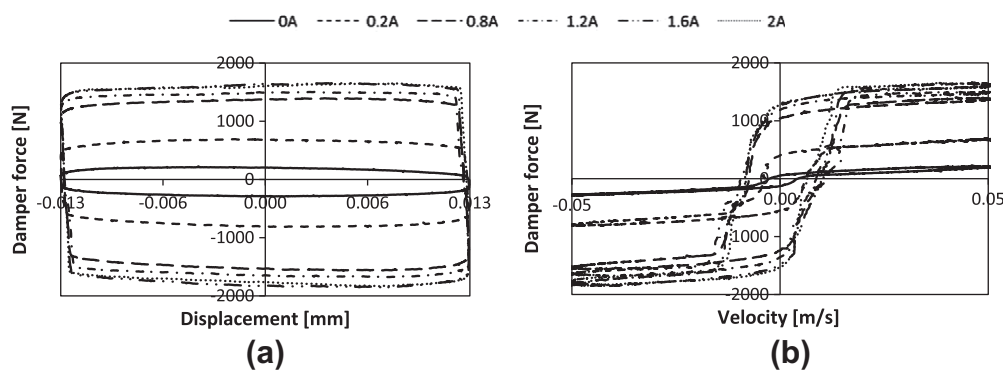 0A 0.2A 0.8A 1.2A 1.6A 2A
2000
1000
0
-1000
-2000
-0.013 -0.006 0.000 0.006 0.013
Damper force [N]
Displacement [mm]
(a)
2000
1000
0
-1000
-2000
-0.05 0.00 0.05
Damper force [N]
Velocity [m/s]
(b)